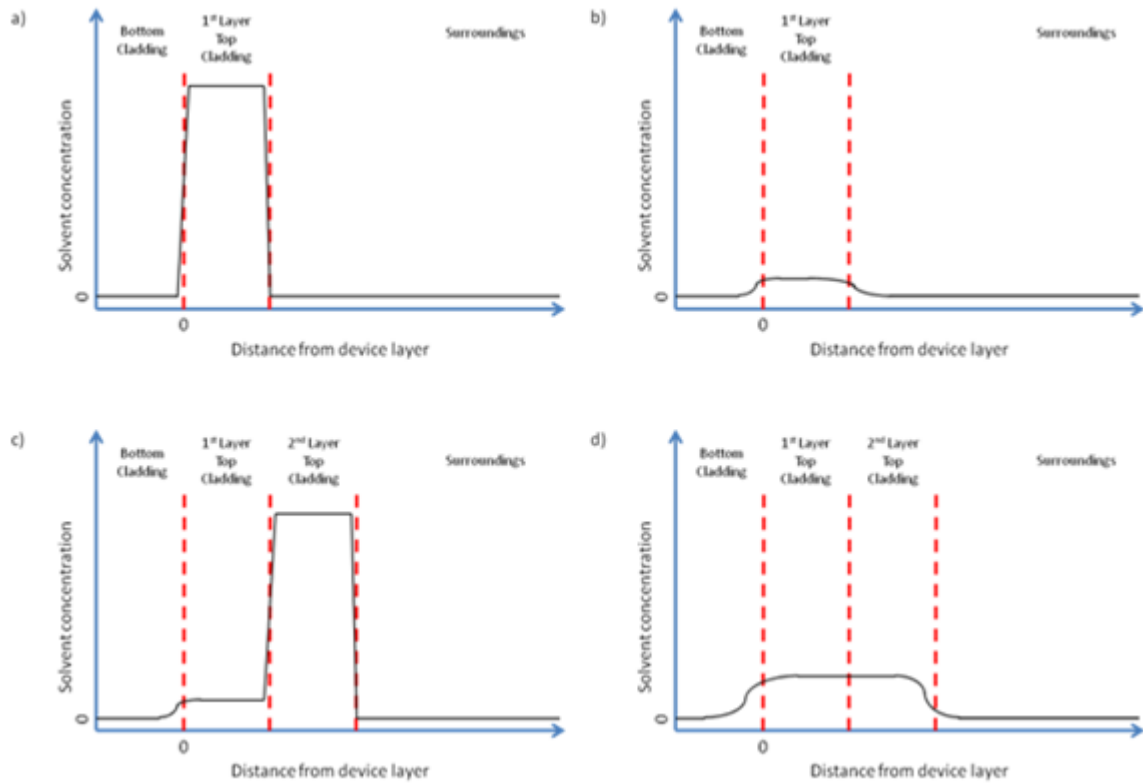 a)
Bottom
Cladding
1st Layer
Top
Cladding
Surroundings
Solvent concentration
0
0
Distance from device layer
b)
Bottom
Cladding
1st Layer
Top
Cladding
Surroundings
Solvent concentration
0
0
Distance from device layer
c)
Bottom
Cladding
1st Layer
Top
Cladding
2nd Layer
Top
Cladding
Surroundings
Solvent concentration
0
0
Distance from device layer
d)
Bottom
Cladding
1st Layer
Top
Cladding
2nd Layer
Top
Cladding
Surroundings
Solvent concentration
0
0
Distance from device layer